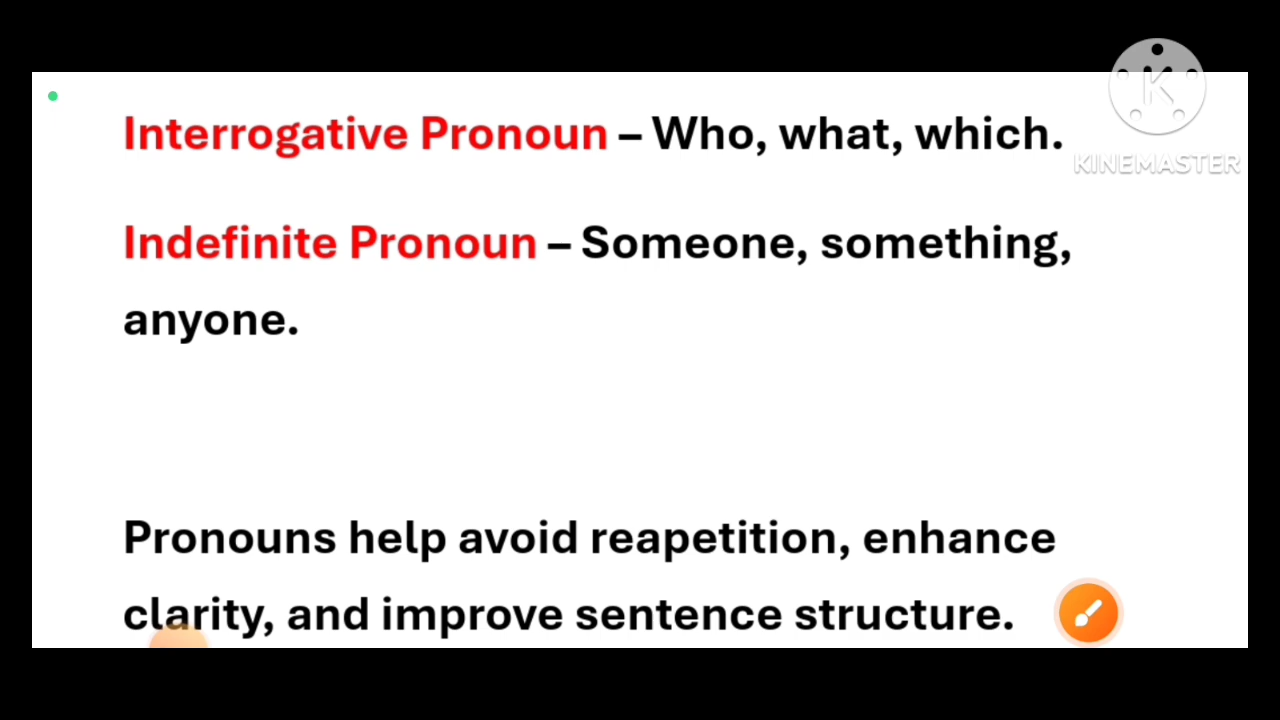 Interrogative Pronoun – Who, what, which.
KINEMASTER
Indefinite Pronoun – Someone, something,
anyone.
Pronouns help avoid reapetition, enhance
clarity, and improve sentence structure.